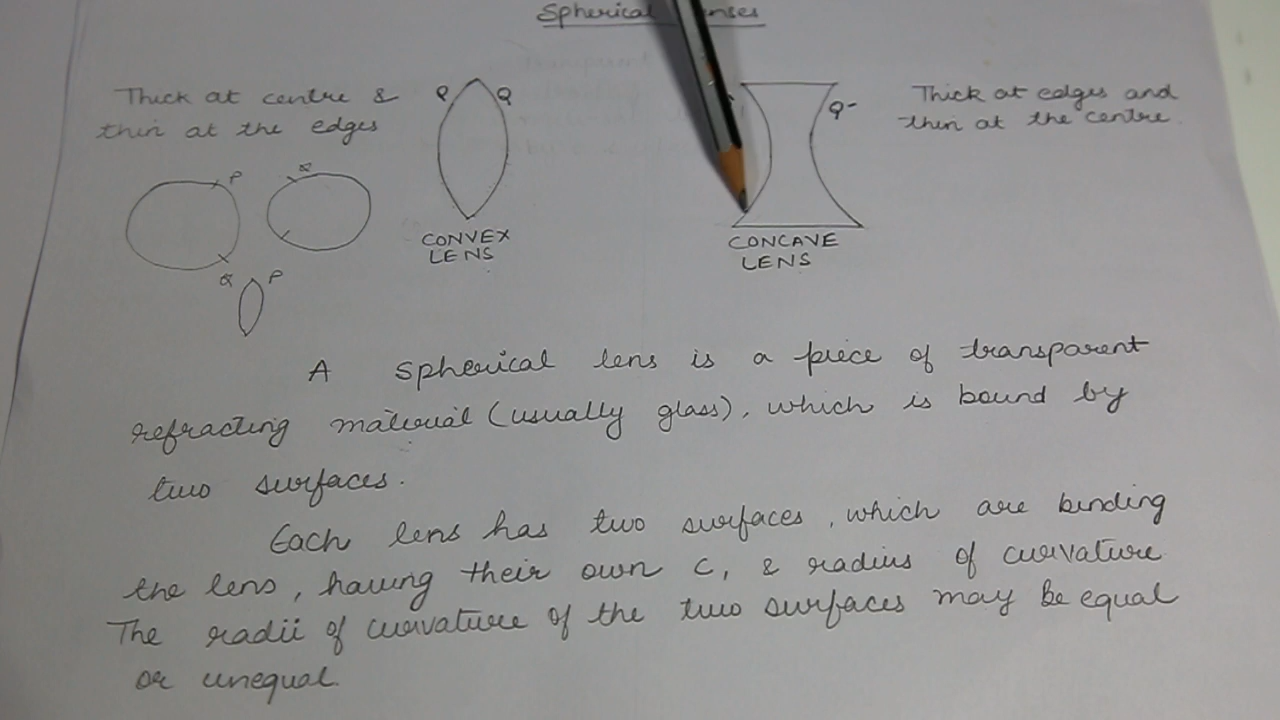 Spherical Lenses
Thick at centre &
thin at the edges
P Q
Q-
Thick at edges and
thin at the centre.
P
Q
Q P
CONVEX
LENS
CONCAVE
LENS
A spherical lens is a piece of transparent
refracting material (usually glass), which is bound by
two surfaces.
Each lens has two surfaces, which are binding
the lens, having their own C, & radius of curvature
The radii of curvature of the two surfaces may be equal
or unequal.